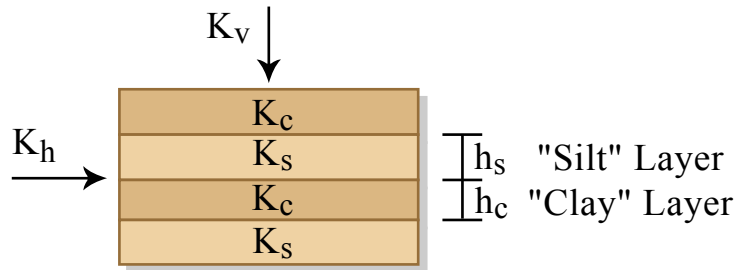 Kv
Kc
Kh
Ks
hs "Silt" Layer
Kc
hc "Clay" Layer
Ks